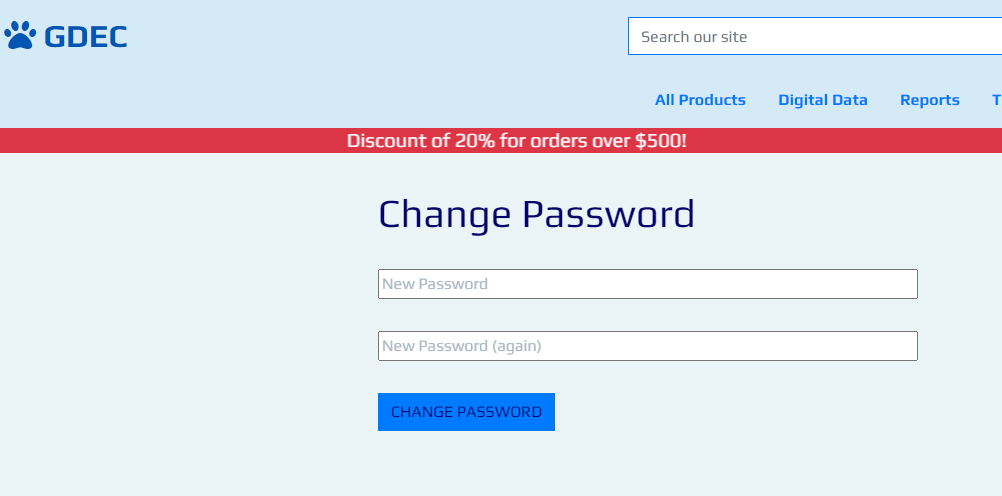 GDEC
Search our site
All Products Digital Data Reports
Discount of 20% for orders over $500!
Change Password
New Password
New Password (again)
CHANGE PASSWORD